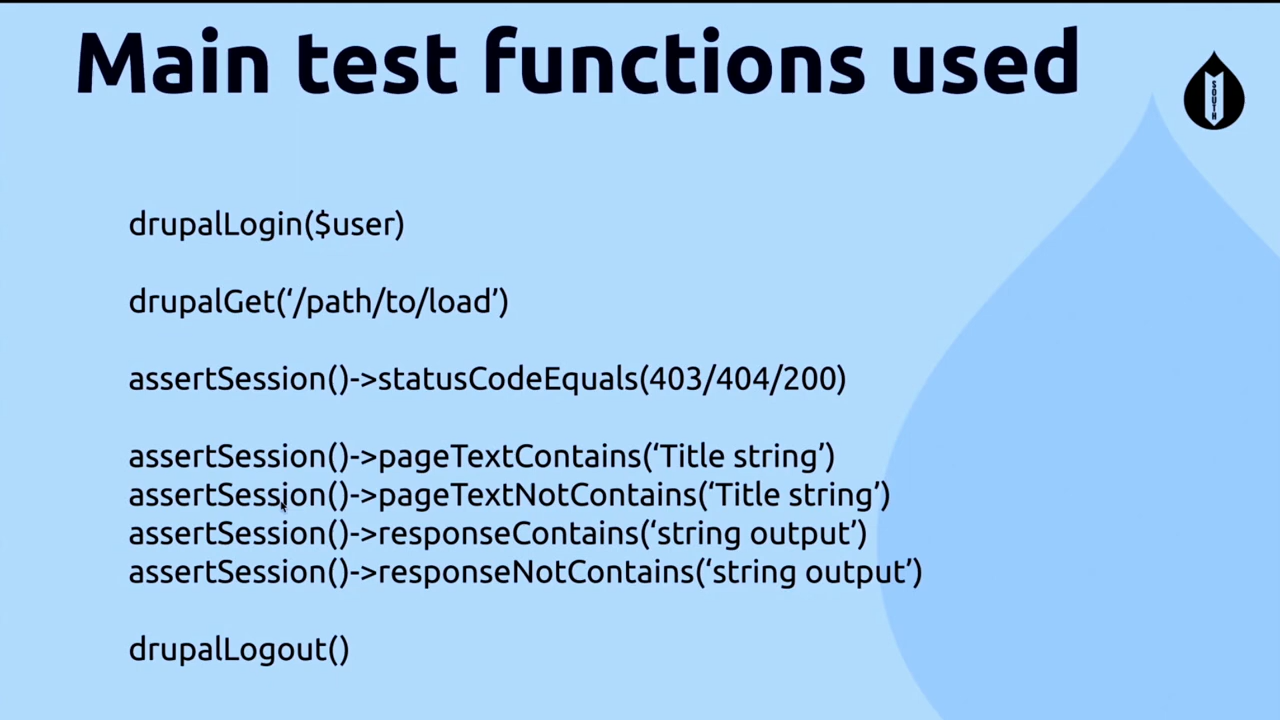 Main test functions used
SOUTH
drupalLogin($user)
drupalGet(‘/path/to/load’)
assertSession()->statusCodeEquals(403/404/200)
assertSession()->pageTextContains(‘Title string’)
assertSession()->pageTextNotContains(‘Title string’)
assertSession()->responseContains(‘string output’)
assertSession()->responseNotContains(‘string output’)
drupalLogout()